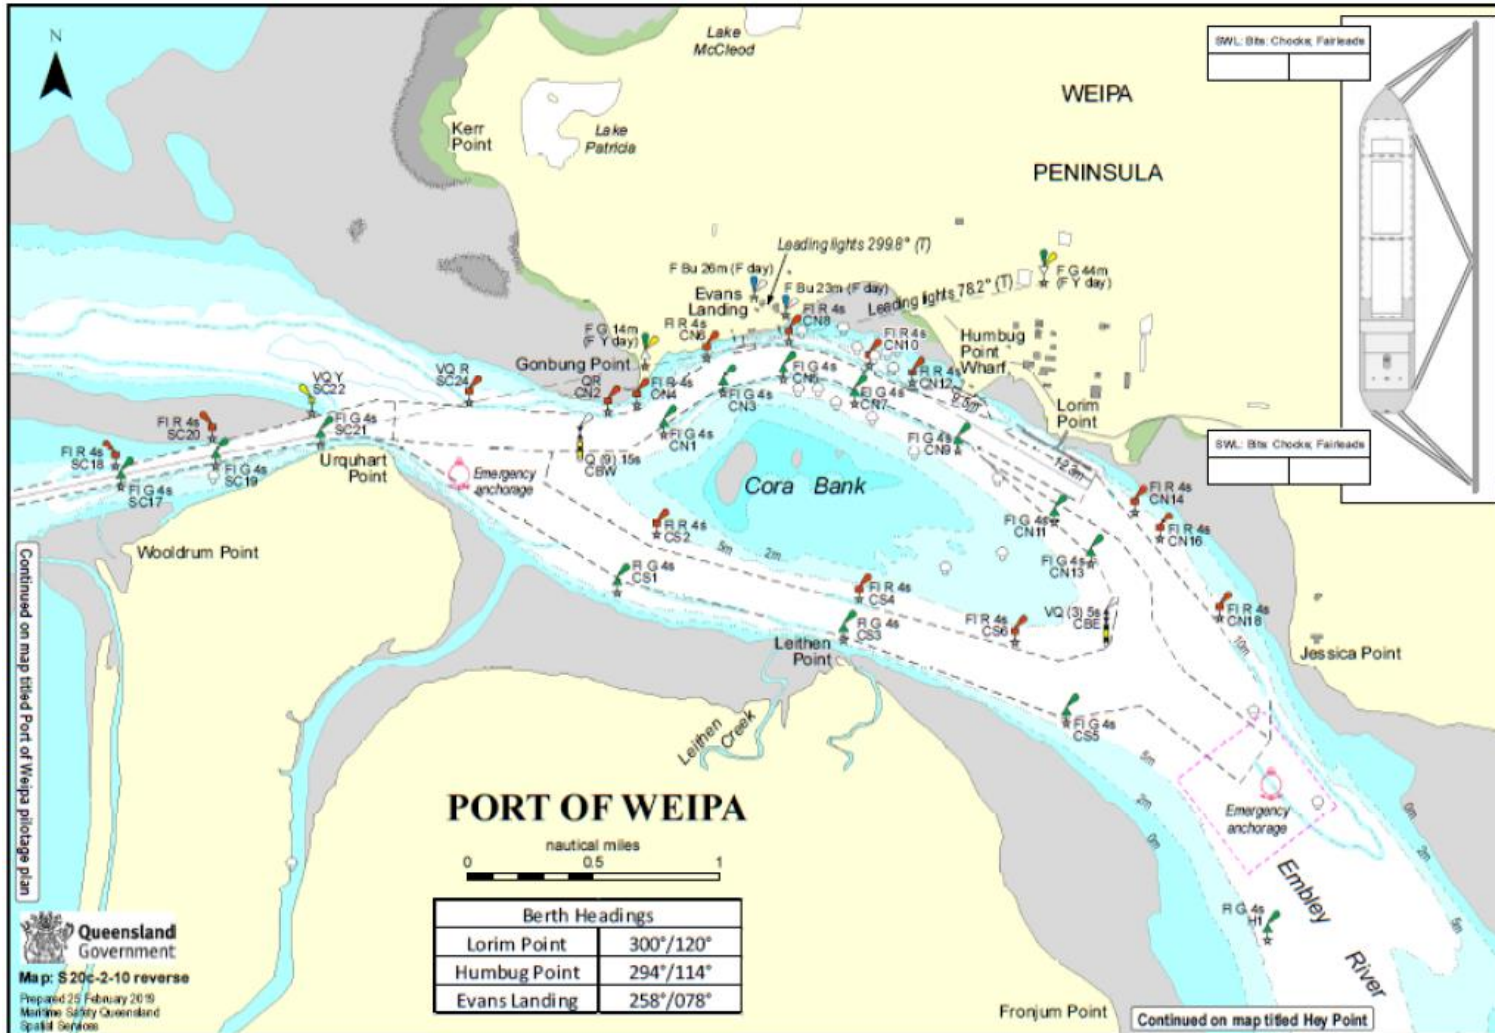 N
Lake
McCleod
Kerr
Point
Lake
Patricia
WEIPA
PENINSULA
SWL: Bits: Chocks; Fairleads
Leading lights 299.8° (T)
F Bu 26m (F day)
Evans
Landing
F Bu 23m (F day)
Leading lights 78.2° (T)
F G 44m
(F Y day)
Fl R 4s
CN8
Fl R 4s
CN6
F G 14m
(F Y day)
Gonbung Point
Fl R 4s
CN10
Humbug
Point
Wharf
VQ Y
SC22
VQ R
SC24
QR
CN2
Fl R 4s
CN4
Fl G 4s
CN3
Fl G 4s
CN5
Fl G 4s
CN7
Fl R 4s
CN12
9.5m
Lorim
Point
Fl R 4s
SC20
Fl G 4s
SC21
Fl G 4s
CN1
Fl G 4s
CN9
SWL: Bits: Chocks; Fairleads
Fl R 4s
SC18
Fl G 4s
SC19
Fl G 4s
SC17
Urquhart
Point
Emergency
anchorage
Q (9) 15s
CBW
Cora Bank
12.3m
Fl R 4s
CN14
Fl R 4s
CS2
Fl G 4s
CN11
Fl R 4s
CN16
Wooldrum Point
5m
2m
Fl G 4s
CN13
Fl G 4s
CS1
Fl R 4s
CS4
Fl R 4s
CN18
VQ (3) 5s
CBE
Fl R 4s
CS6
Fl G 4s
CS3
Leithen
Point
10m
Jessica Point
Fl G 4s
CS5
Leithen
Creek
5m
2m
0m
Emergency
anchorage
0m
2m
5m
Continued on map titled Port of Weipa pilotage plan
PORT OF WEIPA
nautical miles
0 0.5 1
Berth Headings
Lorim Point 300°/120°
Humbug Point 294°/114°
Evans Landing 258°/078°
Fl G 4s
H1
Embley
River
Queensland
Government
Map: S20c-2-10 reverse
Prepared 25 February 2019
Maritime Safety Queensland
Spatial Services
Fronjum Point
Continued on map titled Hey Point